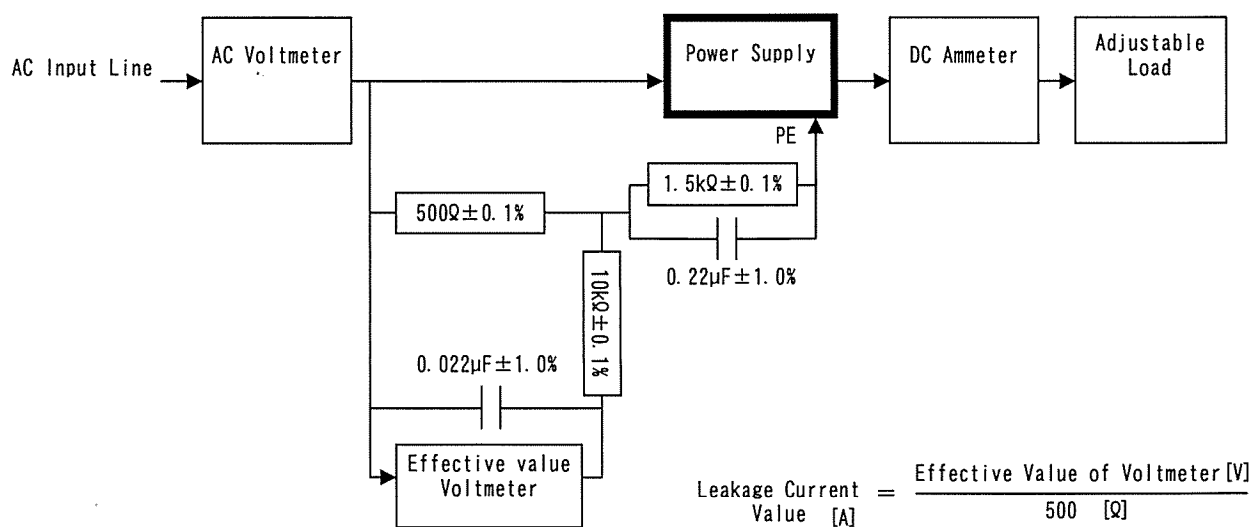 AC Input Line
AC Voltmeter
Power Supply
DC Ammeter
Adjustable
Load
PE
500Ω±0.1%
1.5kΩ±0.1%
0.22μF±1.0%
10kΩ±0.1%
0.022μF±1.0%
Effective value
Voltmeter
Leakage Current
Value [A]
=
Effective Value of Voltmeter[V]
500 [Ω]